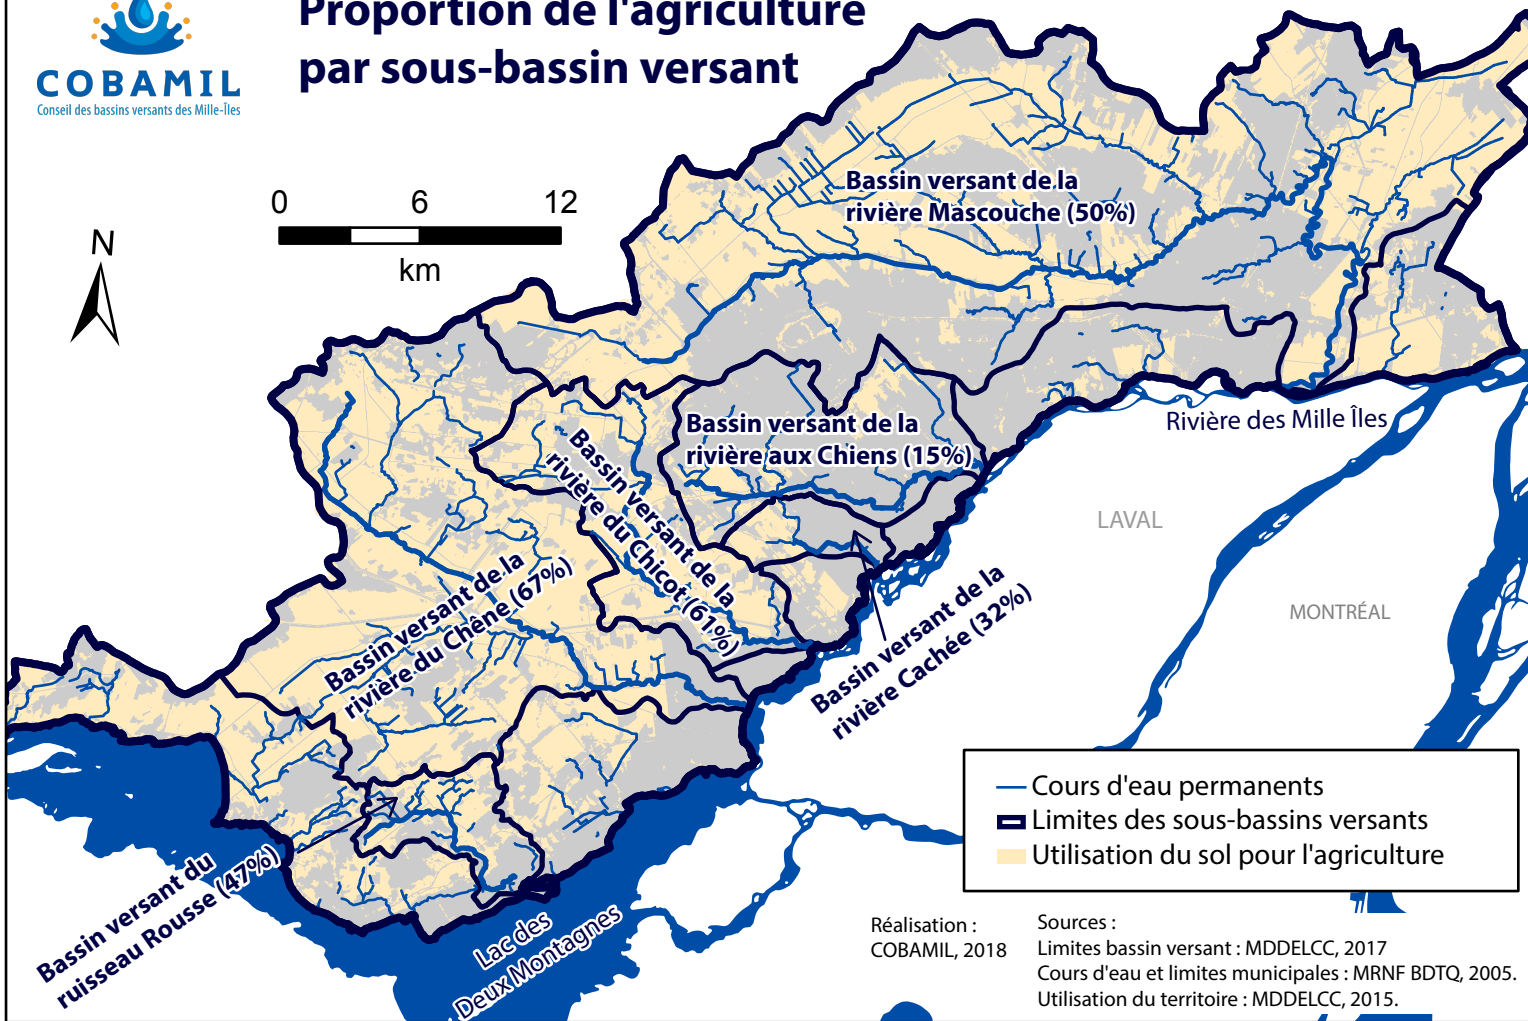 Proportion de l'agriculture
par sous-bassin versant
COBAMIL
Conseil des bassins versants des Mille-Îles
0 6 12
km
N
Bassin versant de la
rivière Mascouche (50%)
Bassin versant de la
rivière aux Chiens (15%)
Bassin versant de la
rivière du Chicot (61%)
Bassin versant de la
rivière du Chêne (67%)
Bassin versant de la
rivière Cachée (32%)
Bassin versant du
ruisseau Rousse (47%)
Rivière des Mille Îles
LAVAL
MONTRÉAL
Lac des
Deux Montagnes
Cours d'eau permanents
Limites des sous-bassins versants
Utilisation du sol pour l'agriculture
Réalisation :
COBAMIL, 2018
Sources :
Limites bassin versant : MDDELCC, 2017
Cours d'eau et limites municipales : MRNF BDTQ, 2005.
Utilisation du territoire : MDDELCC, 2015.